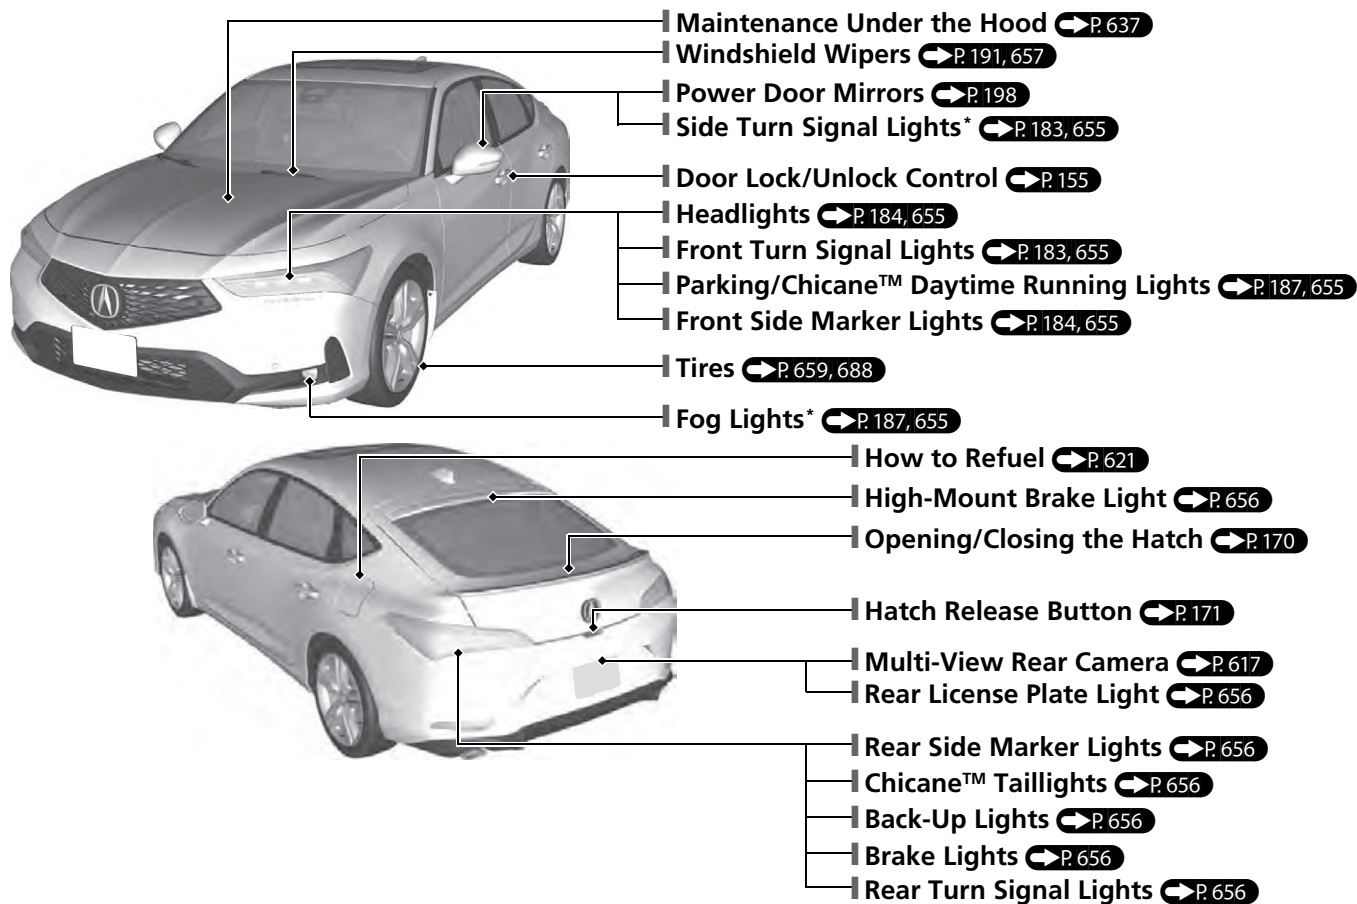 Maintenance Under the Hood P. 637
Windshield Wipers P. 191, 657
Power Door Mirrors P. 198
Side Turn Signal Lights* P. 183, 655
Door Lock/Unlock Control P. 155
Headlights P. 184, 655
Front Turn Signal Lights P. 183, 655
Parking/Chicane™ Daytime Running Lights P. 187, 655
Front Side Marker Lights P. 184, 655
Tires P. 659, 688
Fog Lights* P. 187, 655
How to Refuel P. 621
High-Mount Brake Light P. 656
Opening/Closing the Hatch P. 170
Hatch Release Button P. 171
Multi-View Rear Camera P. 617
Rear License Plate Light P. 656
Rear Side Marker Lights P. 656
Chicane™ Taillights P. 656
Back-Up Lights P. 656
Brake Lights P. 656
Rear Turn Signal Lights P. 656